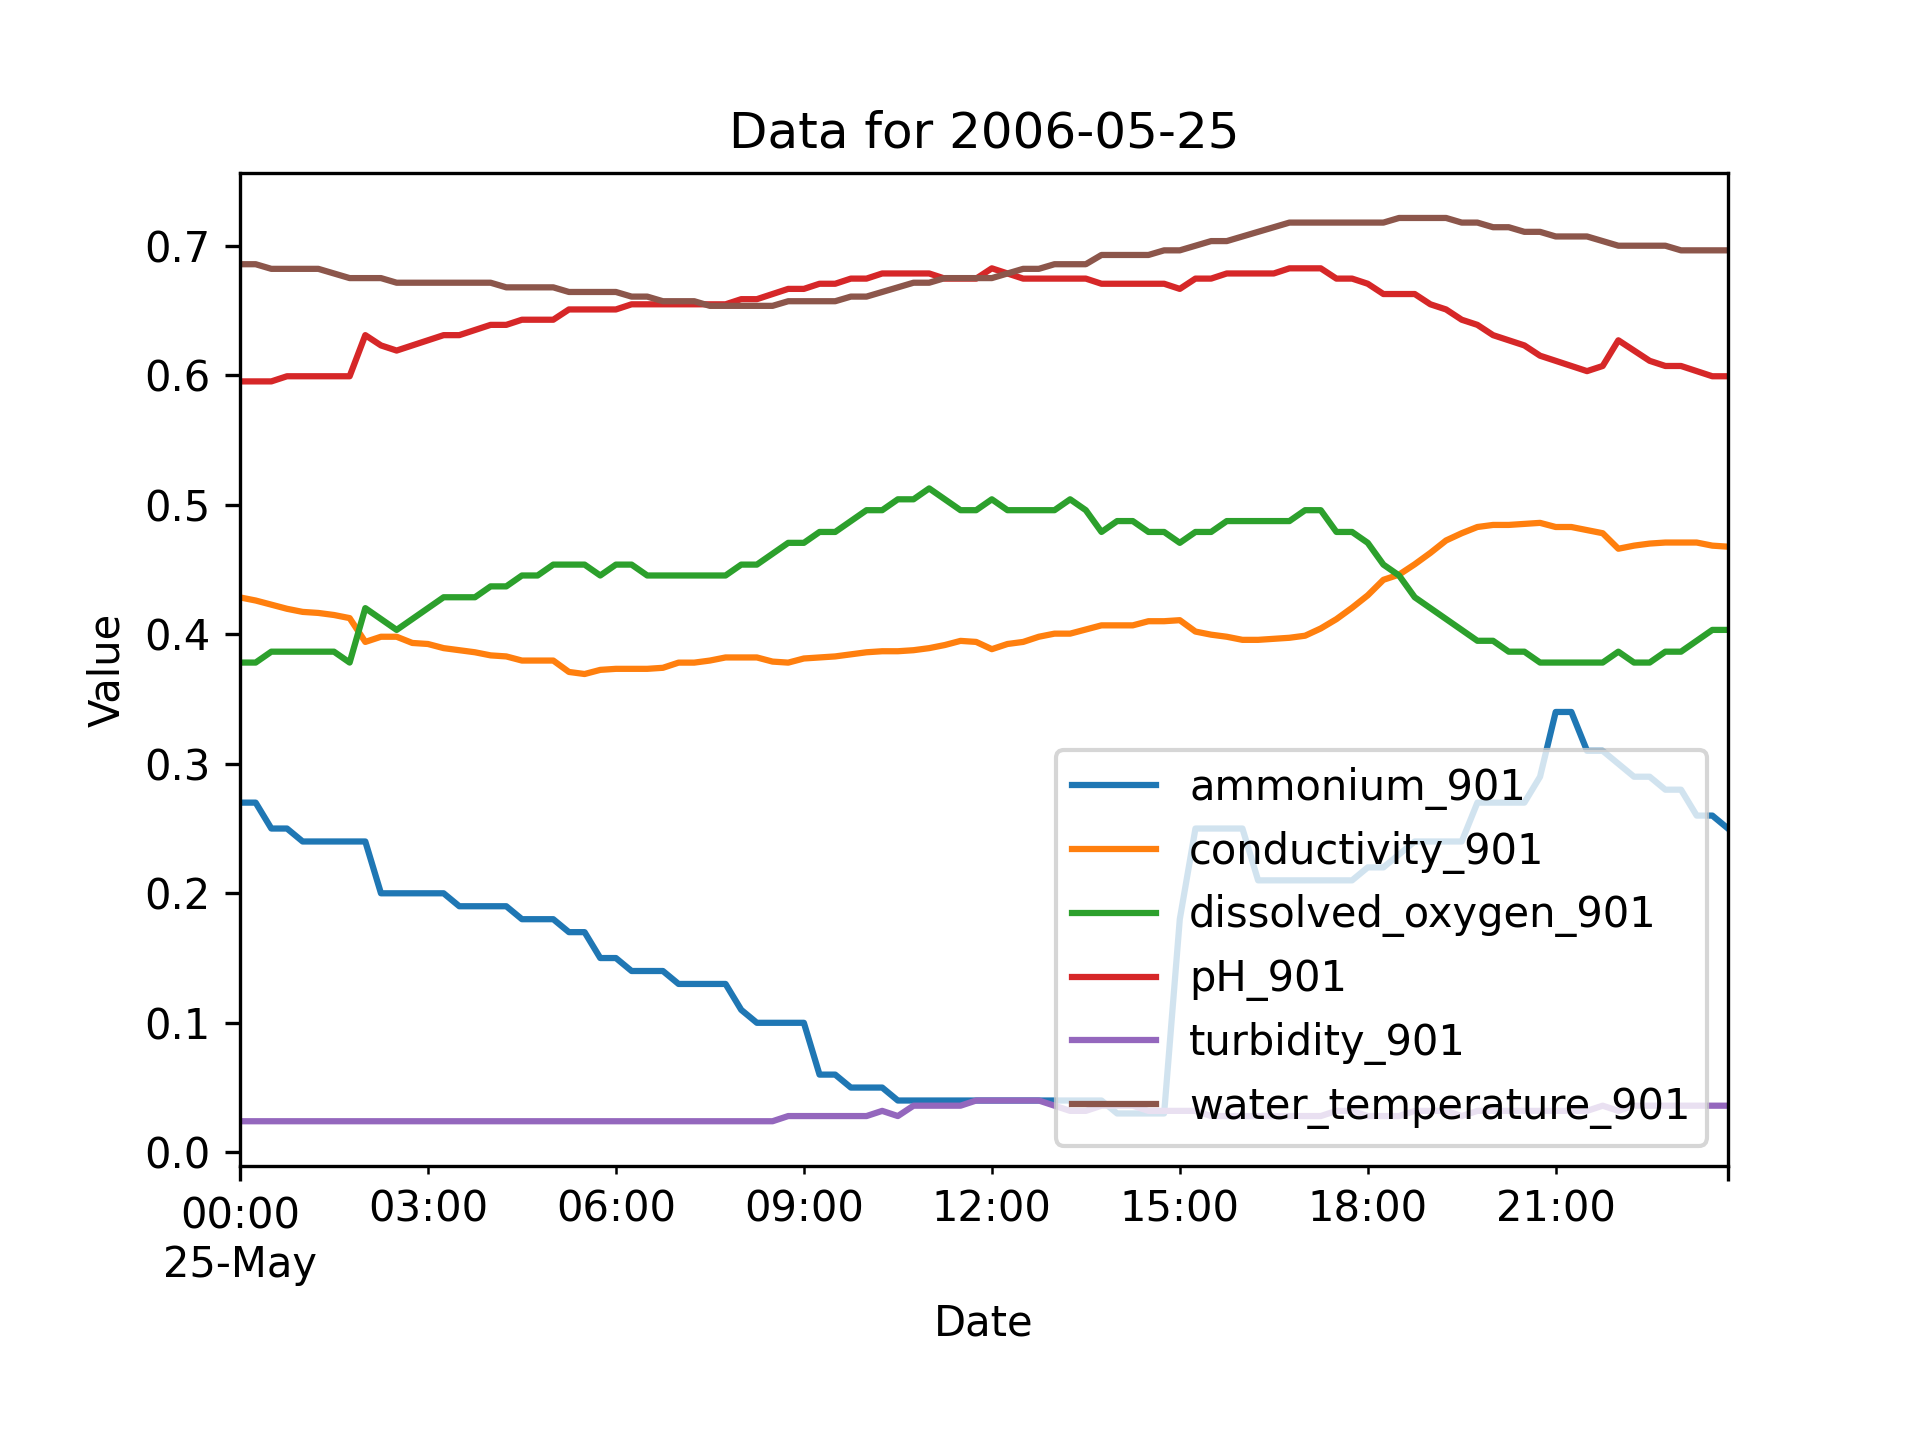 Data for 2006-05-25
Value
0.7
0.6
0.5
0.4
0.3
0.2
0.1
0.0
ammonium_901
conductivity_901
dissolved_oxygen_901
pH_901
turbidity_901
water_temperature_901
00:00 03:00 06:00 09:00 12:00 15:00 18:00 21:00
25-May
Date